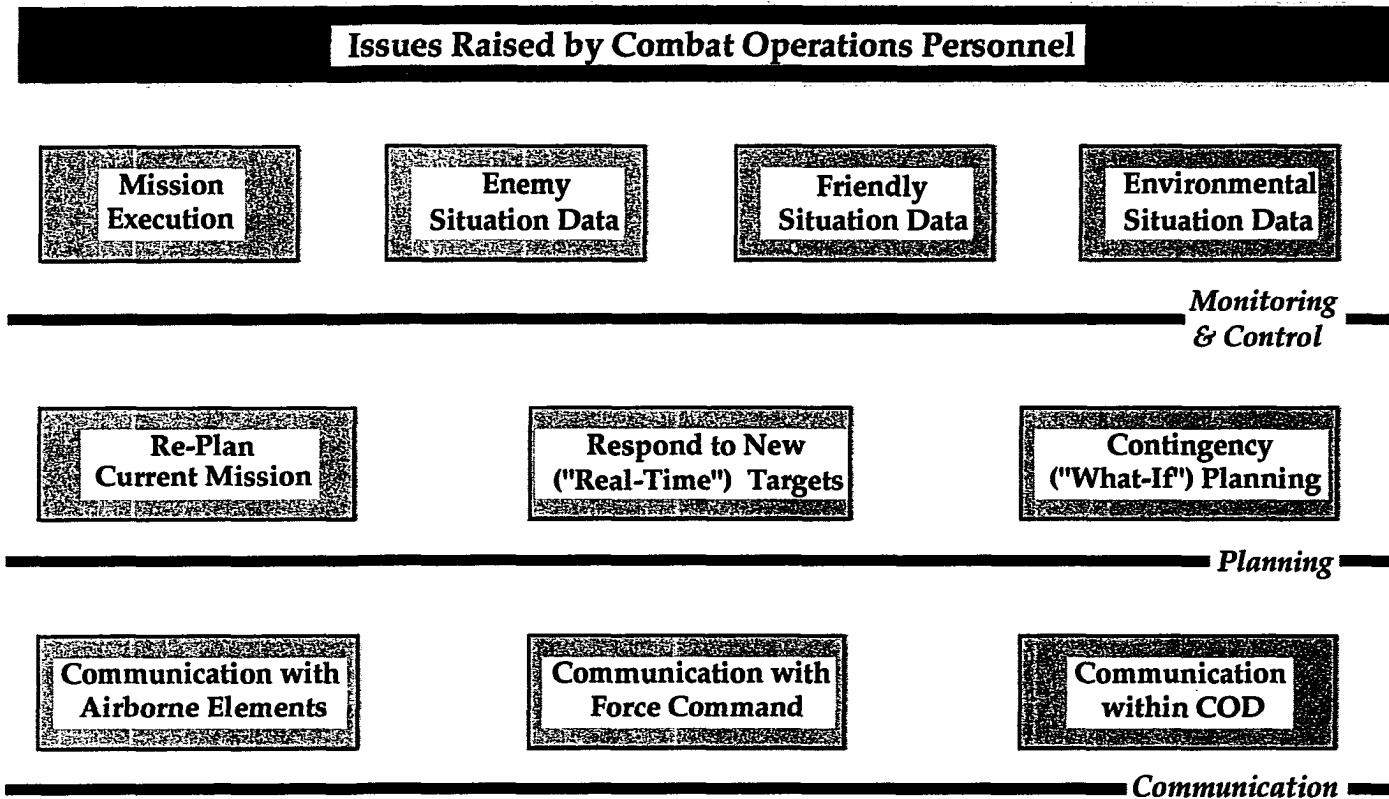 Issues Raised by Combat Operations Personnel
Mission
Execution
Enemy
Situation Data
Friendly
Situation Data
Environmental
Situation Data
Monitoring
& Control
Re-Plan
Current Mission
Respond to New
("Real-Time") Targets
Contingency
("What-If") Planning
Planning
Communication with
Airborne Elements
Communication with
Force Command
Communication
within COD
Communication